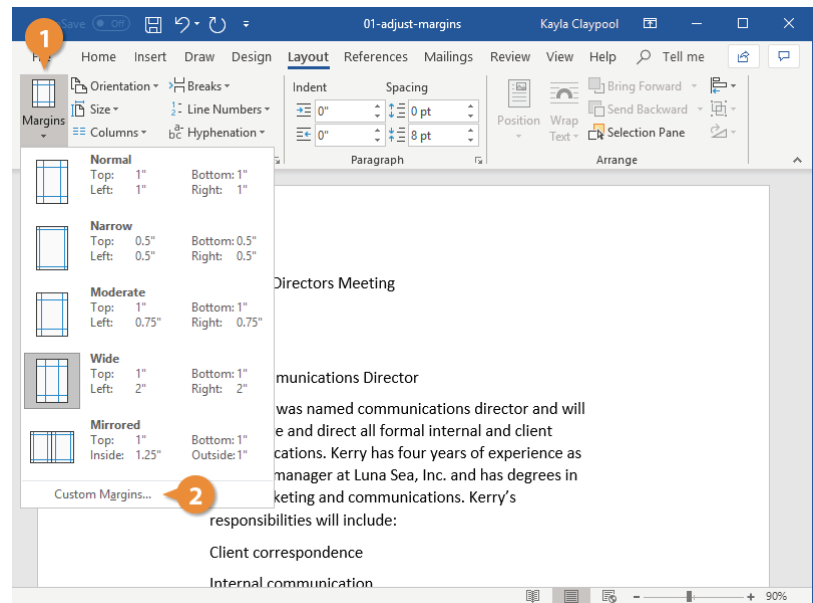 Save Off 01-adjust-margins Kayla Claypool
1
Home Insert Draw Design Layout References Mailings Review View Help Tell me
Margins
Orientation
Size
Columns
Breaks
Line Numbers
Hyphenation
Indent Spacing
0" 0 pt
0" 8 pt
Paragraph
Position
Wrap
Text
Bring Forward
Send Backward
Selection Pane
Arrange
Normal
Top: 1" Bottom: 1"
Left: 1" Right: 1"
Narrow
Top: 0.5" Bottom: 0.5"
Left: 0.5" Right: 0.5"
Moderate
Top: 1" Bottom: 1"
Left: 0.75" Right: 0.75"
Wide
Top: 1" Bottom: 1"
Left: 2" Right: 2"
Mirrored
Top: 1" Bottom: 1"
Inside: 1.25" Outside: 1"
Custom Margins...
2
Directors Meeting
munications Director
was named communications director and will
e and direct all formal internal and client
cations. Kerry has four years of experience as
manager at Luna Sea, Inc. and has degrees in
keting and communications. Kerry's
responsibilities will include:
Client correspondence
Internal communication
90%